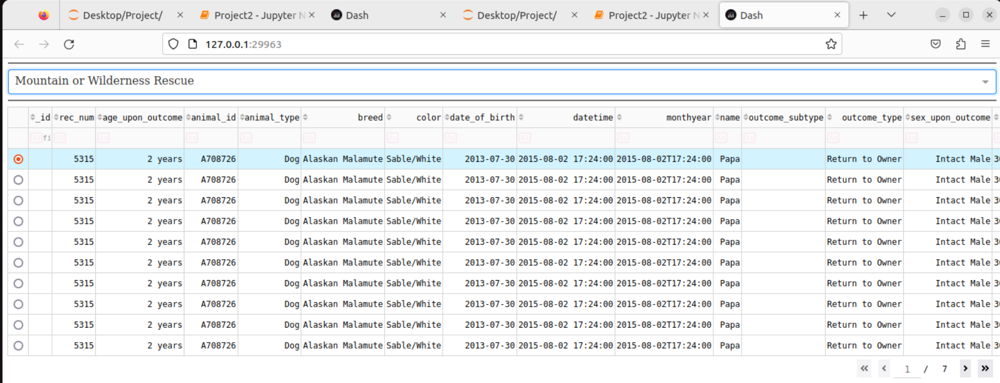 Desktop/Project/ Project2 - Jupyter N Dash Desktop/Project/ Project2 - Jupyter N Dash
127.0.0.1:29963
Mountain or Wilderness Rescue
_id rec_num age_upon_outcome animal_id animal_type breed color date_of_birth datetime monthyear name outcome_subtype outcome_type sex_upon_outcome
Aa fi Aa Aa Aa Aa Aa Aa Aa Aa Aa Aa Aa Aa Aa
5315 2 years A708726 Dog Alaskan Malamute Sable/White 2013-07-30 2015-08-02 17:24:00 2015-08-02T17:24:00 Papa Return to Owner Intact Male 3
5315 2 years A708726 Dog Alaskan Malamute Sable/White 2013-07-30 2015-08-02 17:24:00 2015-08-02T17:24:00 Papa Return to Owner Intact Male 3
5315 2 years A708726 Dog Alaskan Malamute Sable/White 2013-07-30 2015-08-02 17:24:00 2015-08-02T17:24:00 Papa Return to Owner Intact Male 3
5315 2 years A708726 Dog Alaskan Malamute Sable/White 2013-07-30 2015-08-02 17:24:00 2015-08-02T17:24:00 Papa Return to Owner Intact Male 3
5315 2 years A708726 Dog Alaskan Malamute Sable/White 2013-07-30 2015-08-02 17:24:00 2015-08-02T17:24:00 Papa Return to Owner Intact Male 3
5315 2 years A708726 Dog Alaskan Malamute Sable/White 2013-07-30 2015-08-02 17:24:00 2015-08-02T17:24:00 Papa Return to Owner Intact Male 3
5315 2 years A708726 Dog Alaskan Malamute Sable/White 2013-07-30 2015-08-02 17:24:00 2015-08-02T17:24:00 Papa Return to Owner Intact Male 3
5315 2 years A708726 Dog Alaskan Malamute Sable/White 2013-07-30 2015-08-02 17:24:00 2015-08-02T17:24:00 Papa Return to Owner Intact Male 3
5315 2 years A708726 Dog Alaskan Malamute Sable/White 2013-07-30 2015-08-02 17:24:00 2015-08-02T17:24:00 Papa Return to Owner Intact Male 3
5315 2 years A708726 Dog Alaskan Malamute Sable/White 2013-07-30 2015-08-02 17:24:00 2015-08-02T17:24:00 Papa Return to Owner Intact Male 3
1 / 7